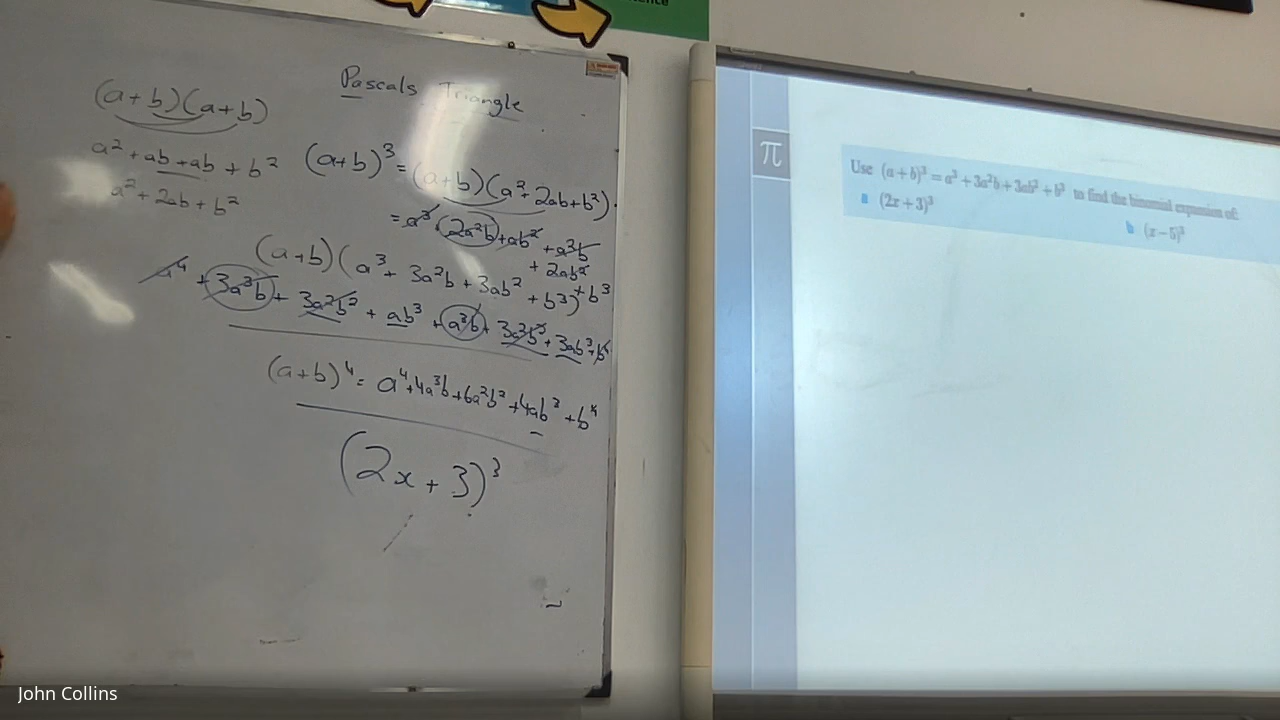 Pascals Triangle
(a+b)(a+b)
a² + ab + ab + b²
a² + 2ab + b²
(a+b)³ = (a+b)(a² + 2ab + b²)
= a³ + 2a²b + ab² + a²b
+ 2ab²
+ b³
(a+b)(a³ + 3a²b + 3ab² + b³)
a⁴ + 3a³b + 3a²b² + ab³ + a³b + 3a²b² + 3ab³ + b⁴
(a+b)⁴ = a⁴ + 4a³b + 6a²b² + 4ab³ + b⁴
(2x + 3)³
π
Use (a + b)³ = a³ + 3a²b + 3ab² + b³ to find the binomial expansion of:
a (2x + 3)³
b (x − 5)³
John Collins